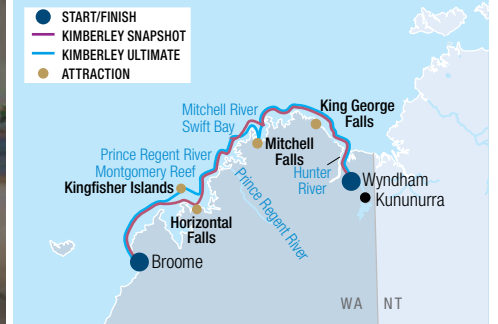 START/FINISH
KIMBERLEY SNAPSHOT
KIMBERLEY ULTIMATE
ATTRACTION
Mitchell River
Swift Bay
King George
Falls
Mitchell
Falls
Prince Regent River
Montgomery Reef
Kingfisher Islands
Hunter
River
Wyndham
Kununurra
Prince Regent River
Horizontal
Falls
Broome
WA
NT